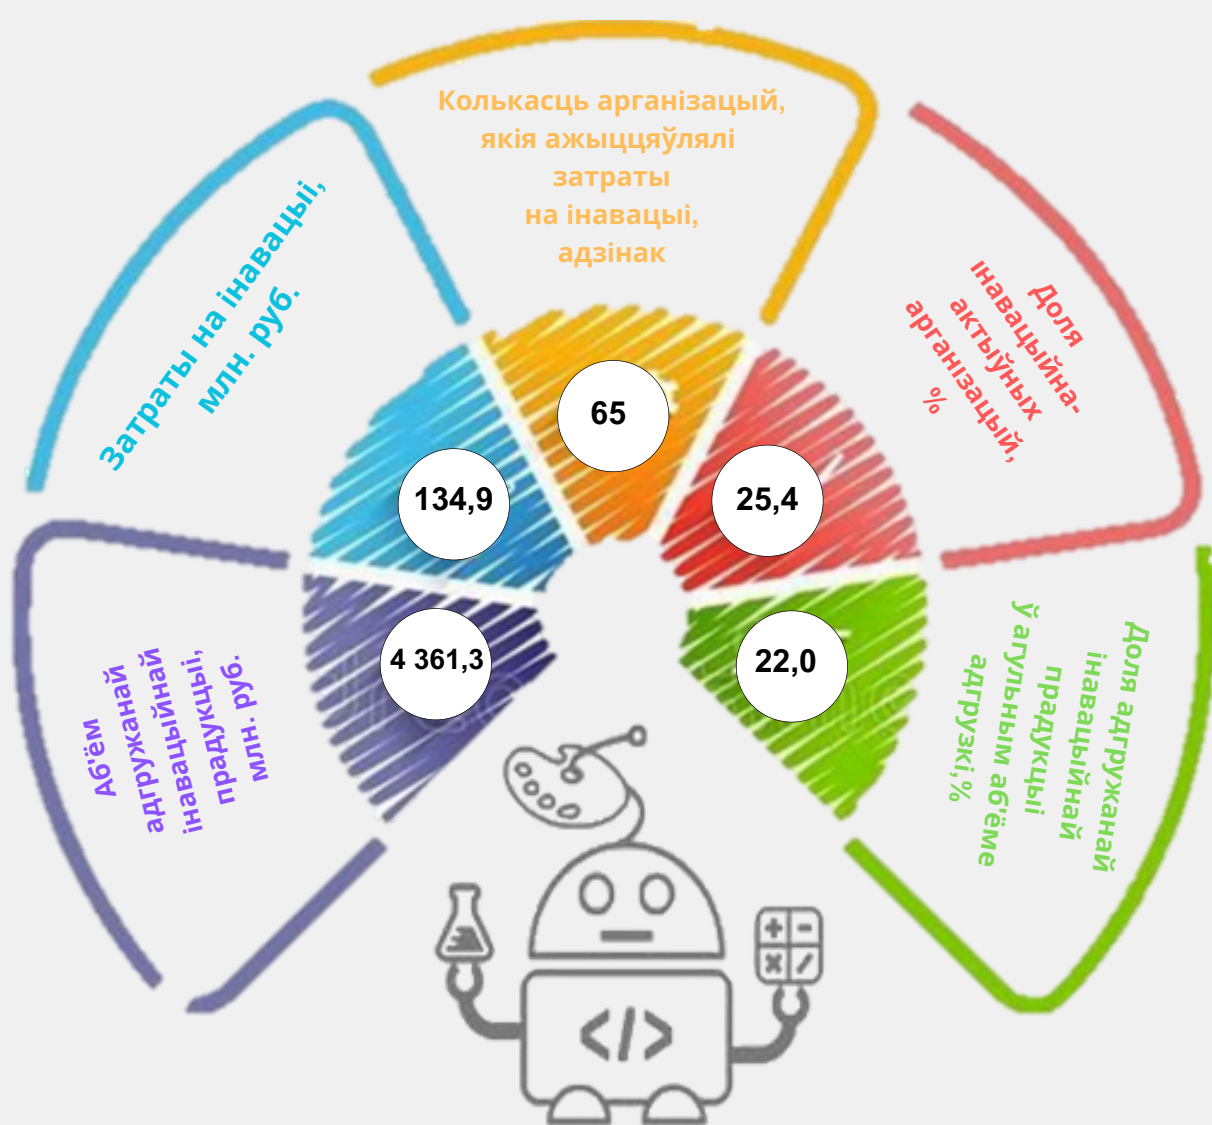 Колькасць арганізацый,
якія ажыццяўлялі
затраты
на інавацыі,
адзінак
65
Затраты на інавацыі,
млн. руб.
134,9
Доля
інавацыйна-
актыўных
арганізацый,
%
25,4
Аб'ём
адгружанай
інавацыйнай
прадукцыі,
млн. руб.
4 361,3
Доля адгружанай
інавацыйнай
прадукцыі
ў агульным аб'ёме
адгрузкі,%
22,0
</>